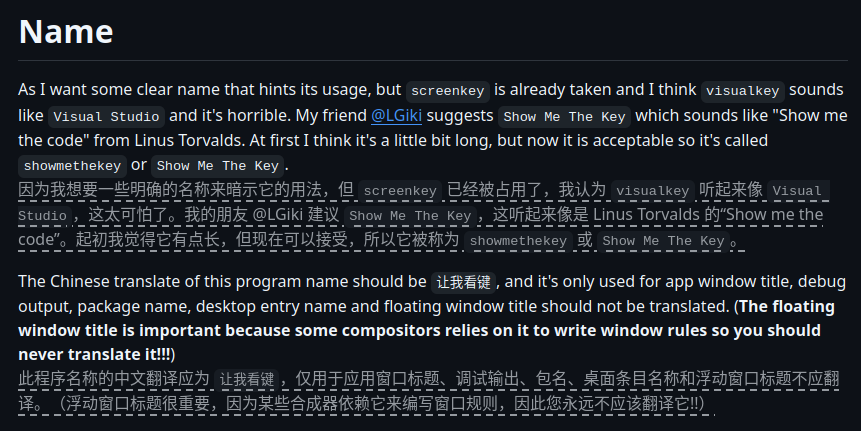 Name
As I want some clear name that hints its usage, but screenkey is already taken and I think visualkey sounds
like Visual Studio and it's horrible. My friend @LGiki suggests Show Me The Key which sounds like "Show me
the code" from Linus Torvalds. At first I think it's a little bit long, but now it is acceptable so it's called
showmethekey or Show Me The Key.
因为我想要一些明确的名称来暗示它的用法，但 screenkey 已经被占用了，我认为 visualkey 听起来像 Visual
Studio，这太可怕了。我的朋友 @LGiki 建议 Show Me The Key，这听起来像是 Linus Torvalds 的“Show me the
code”。起初我觉得它有点长，但现在可以接受，所以它被称为 showmethekey 或 Show Me The Key。
The Chinese translate of this program name should be 让我看键, and it's only used for app window title, debug
output, package name, desktop entry name and floating window title should not be translated. (The floating
window title is important because some compositors relies on it to write window rules so you should
never translate it!!!)
此程序名称的中文翻译应为 让我看键，仅用于应用窗口标题、调试输出、包名、桌面条目名称和浮动窗口标题不应翻
译。（浮动窗口标题很重要，因为某些合成器依赖它来编写窗口规则，因此您永远不应该翻译它!!）